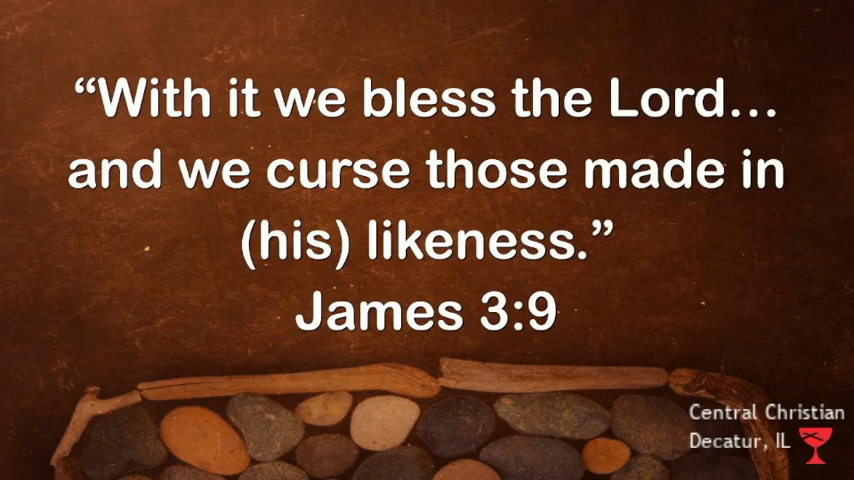 “With it we bless the Lord…
and we curse those made in
(his) likeness.”
James 3:9
Central Christian
Decatur, IL